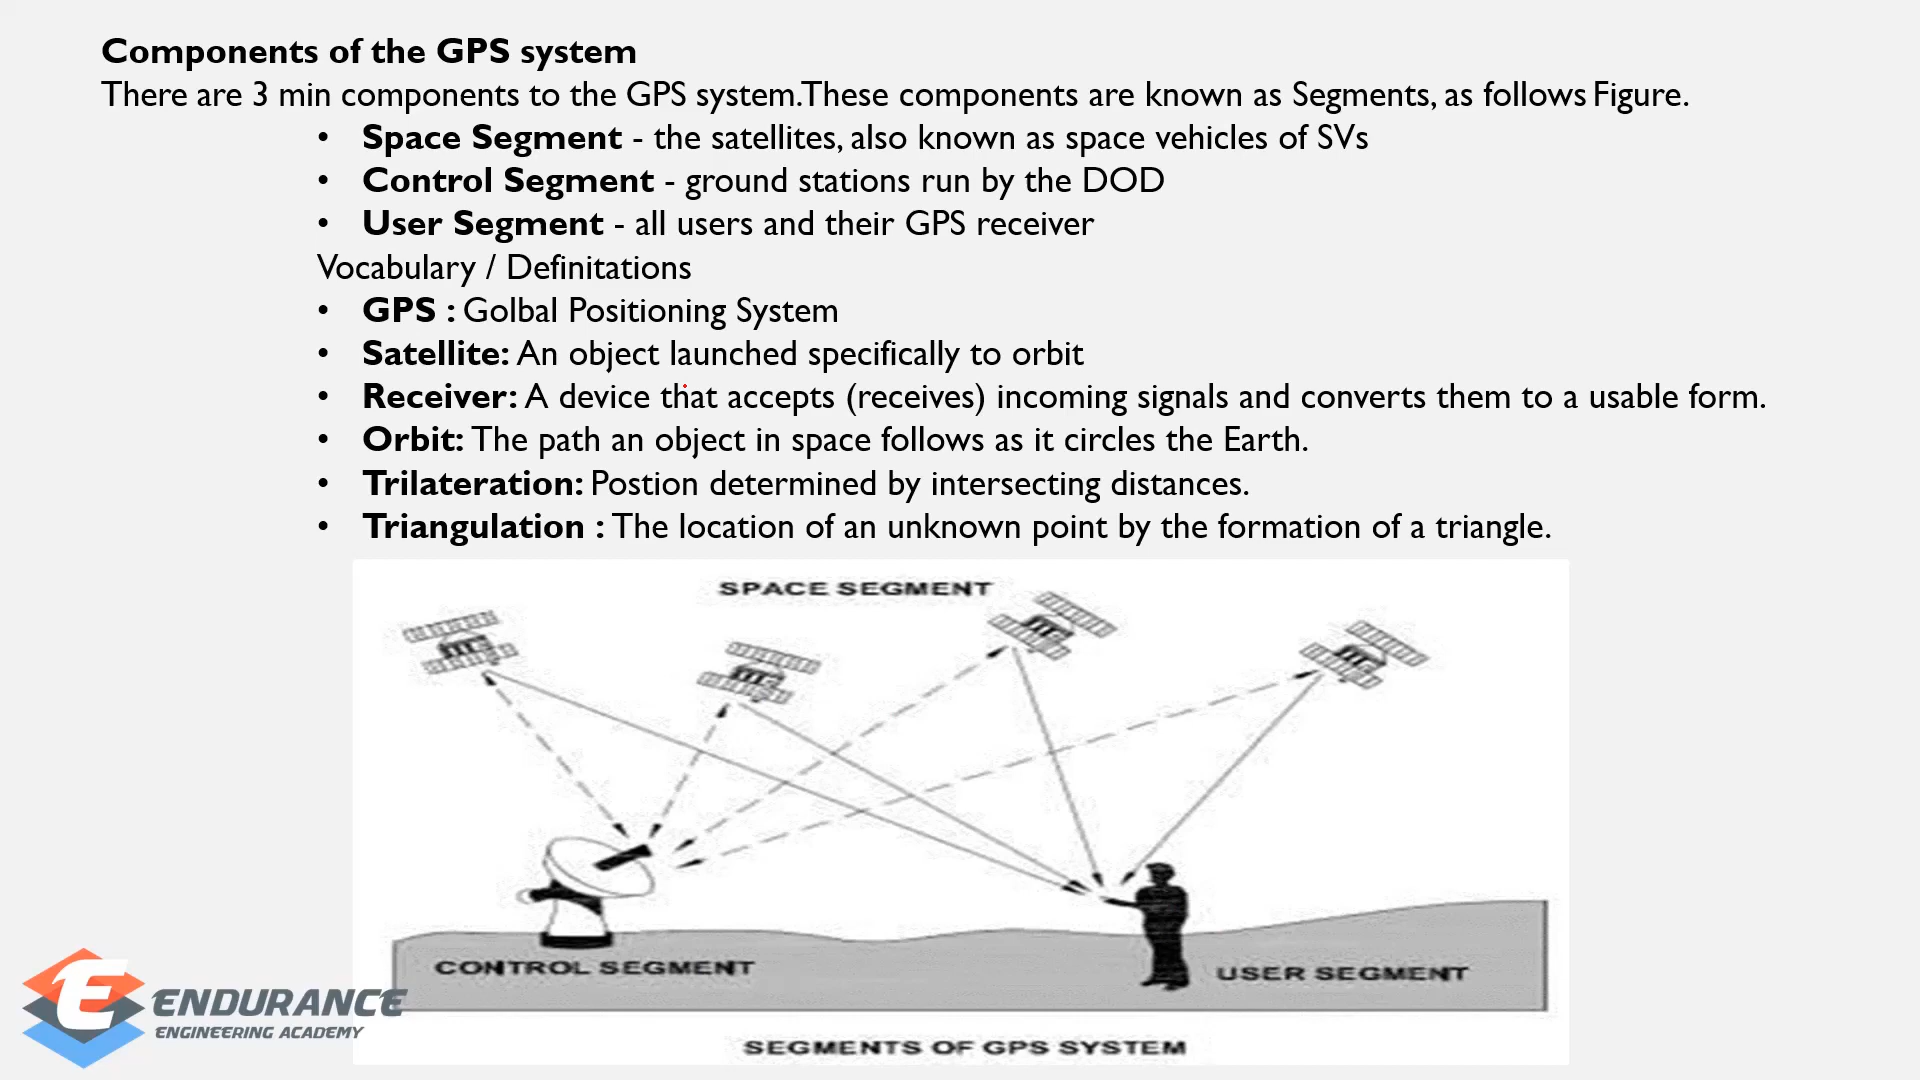 Components of the GPS system
There are 3 min components to the GPS system.These components are known as Segments, as follows Figure.
• Space Segment - the satellites, also known as space vehicles of SVs
• Control Segment - ground stations run by the DOD
• User Segment - all users and their GPS receiver
Vocabulary / Definitations
• GPS : Golbal Positioning System
• Satellite: An object launched specifically to orbit
• Receiver: A device that accepts (receives) incoming signals and converts them to a usable form.
• Orbit: The path an object in space follows as it circles the Earth.
• Trilateration: Postion determined by intersecting distances.
• Triangulation : The location of an unknown point by the formation of a triangle.
SPACE SEGMENT
CONTROL SEGMENT
USER SEGMENT
SEGMENTS OF GPS SYSTEM
E ENDURANCE
ENGINEERING ACADEMY